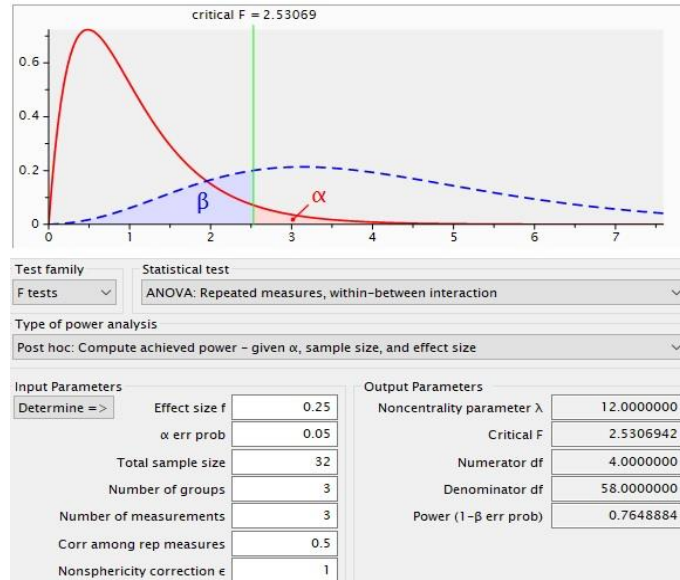 critical F = 2.53069
0.6
0.4
0.2
0
β
α
0 1 2 3 4 5 6 7
Test family Statistical test
F tests ANOVA: Repeated measures, within-between interaction
Type of power analysis
Post hoc: Compute achieved power – given α, sample size, and effect size
Input Parameters Output Parameters
Determine => Effect size f 0.25 Noncentrality parameter λ 12.0000000
α err prob 0.05 Critical F 2.5306942
Total sample size 32 Numerator df 4.0000000
Number of groups 3 Denominator df 58.0000000
Number of measurements 3 Power (1-β err prob) 0.7648884
Corr among rep measures 0.5
Nonsphericity correction ϵ 1